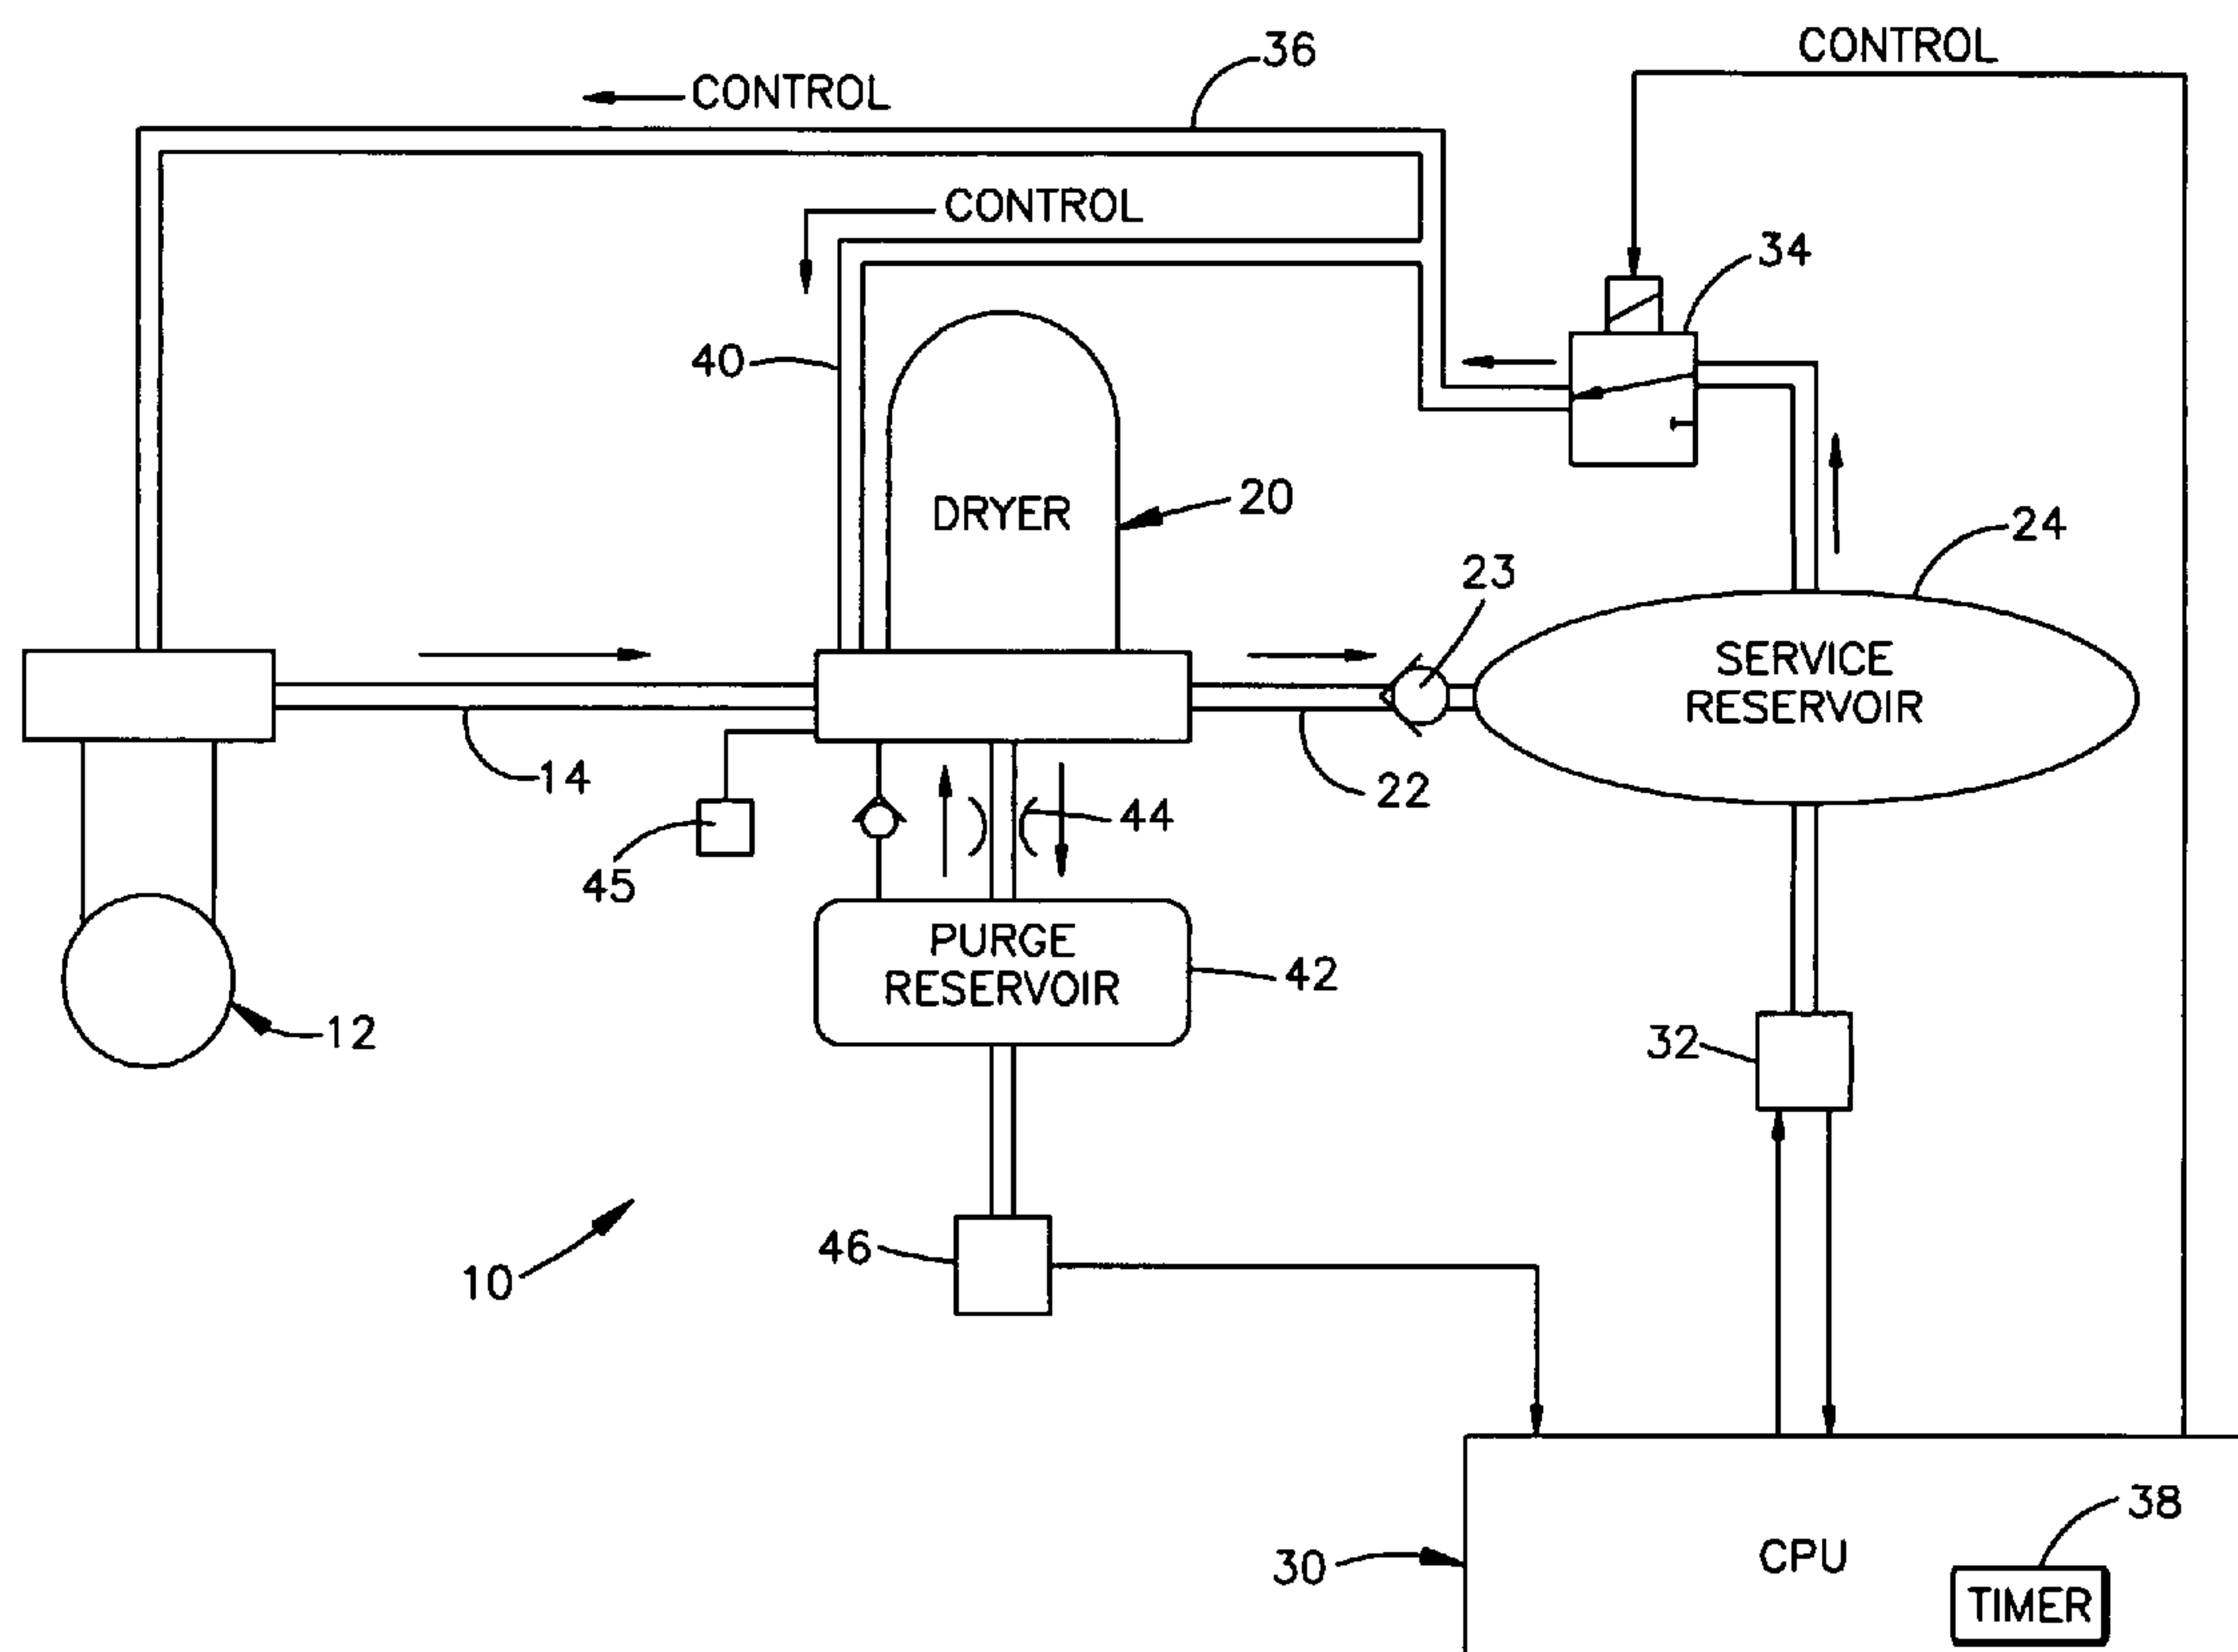 36
CONTROL
CONTROL
CONTROL
34
40
DRYER
20
24
23
SERVICE
RESERVOIR
14
22
44
45
PURGE
RESERVOIR
42
12
32
46
10
38
30
CPU
TIMER